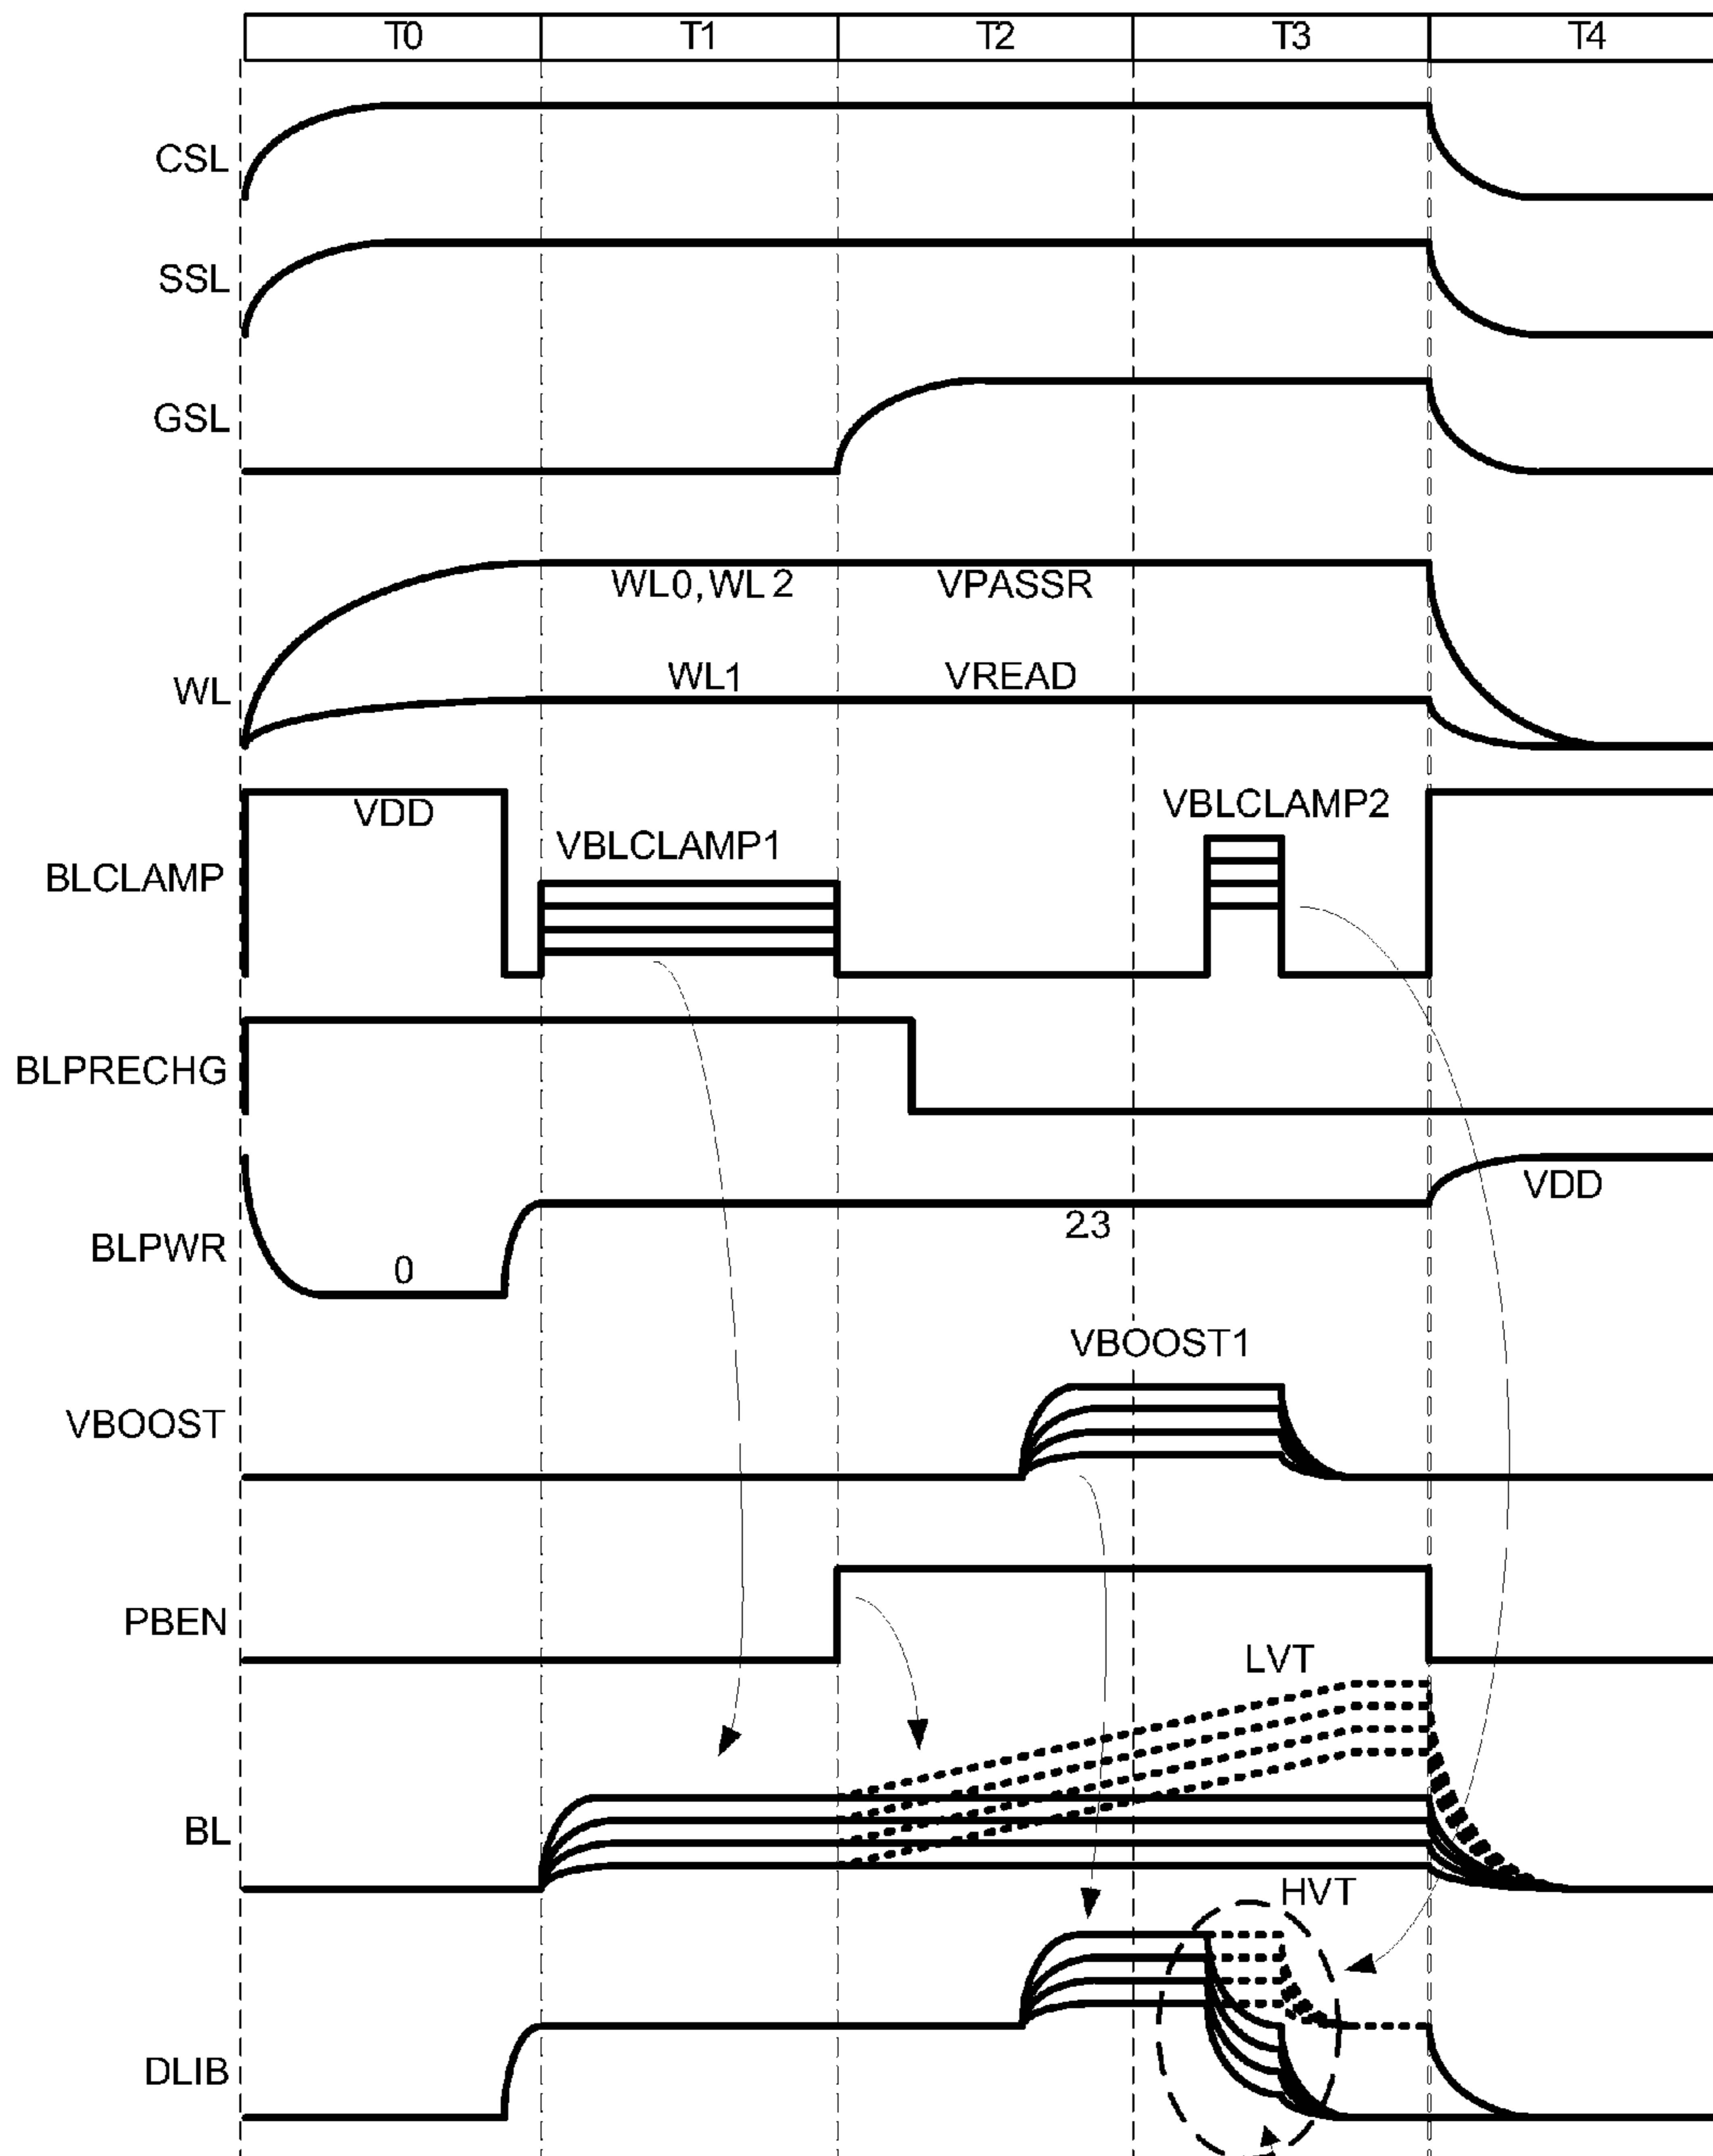 T0 T1 T2 T3 T4
CSL
SSL
GSL
WL0, WL2 VPASSR
WL1 VREAD
WL
VDD
VBLCLAMP1
VBLCLAMP2
BLCLAMP
BLPRECHG
VDD
23
0
BLPWR
VBOOST1
VBOOST
PBEN
LVT
BL
HVT
DLIB